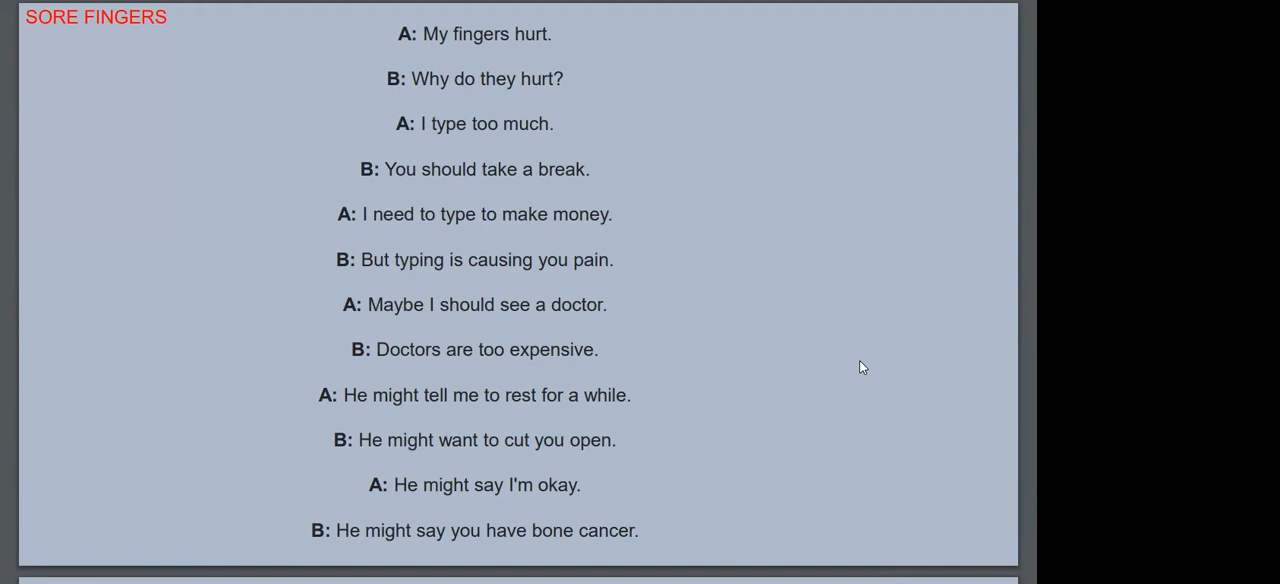 SORE FINGERS
A: My fingers hurt.
B: Why do they hurt?
A: I type too much.
B: You should take a break.
A: I need to type to make money.
B: But typing is causing you pain.
A: Maybe I should see a doctor.
B: Doctors are too expensive.
A: He might tell me to rest for a while.
B: He might want to cut you open.
A: He might say I'm okay.
B: He might say you have bone cancer.